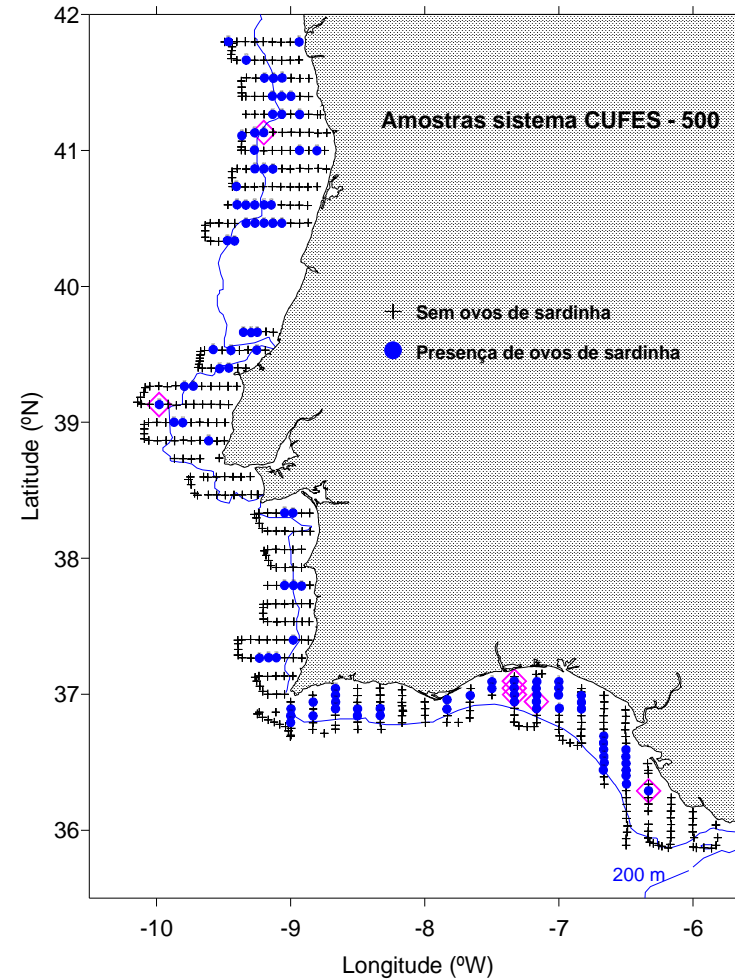 42
41
40
39
38
37
36
Latitude (ºN)
Amostras sistema CUFES - 500
Sem ovos de sardinha
Presença de ovos de sardinha
200 m
-10
-9
-8
-7
-6
Longitude (ºW)